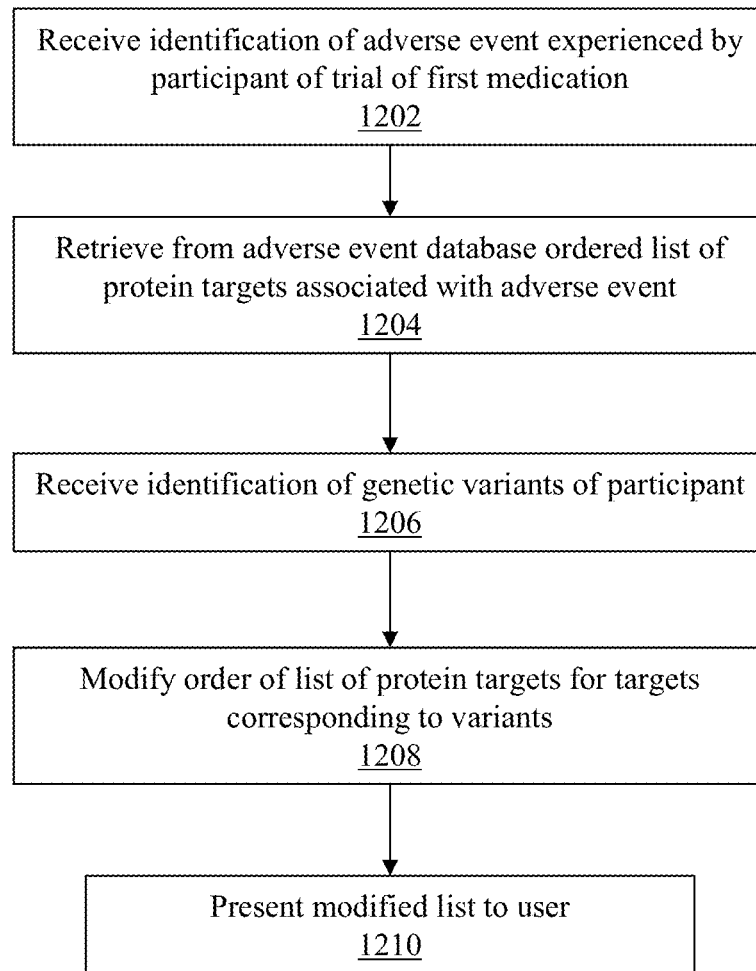 Receive identification of adverse event experienced by
participant of trial of first medication
1202
Retrieve from adverse event database ordered list of
protein targets associated with adverse event
1204
Receive identification of genetic variants of participant
1206
Modify order of list of protein targets for targets
corresponding to variants
1208
Present modified list to user
1210